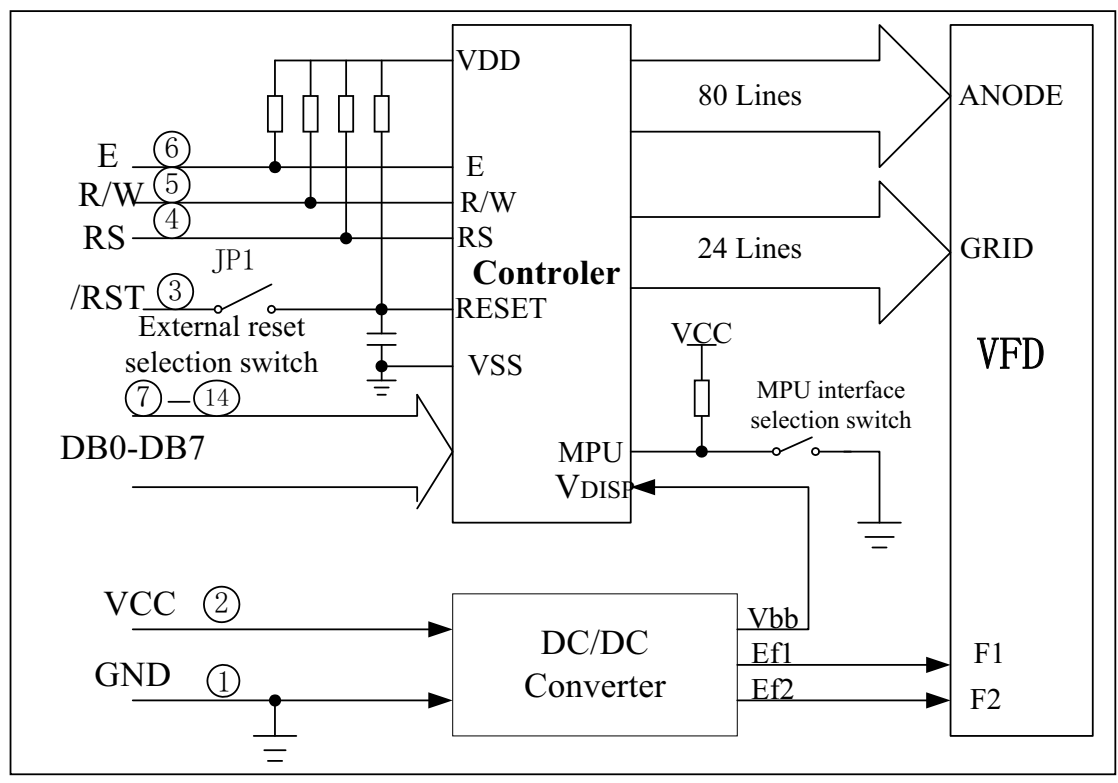 VDD
80 Lines
ANODE
E ⑥
E
R/W ⑤
R/W
RS ④
RS
24 Lines
GRID
JP1
Controler
/RST ③
RESET
External reset
selection switch
VSS
VCC
VFD
⑦—⑭
MPU interface
selection switch
DB0-DB7
MPU
VDISP
VCC ②
DC/DC
Converter
Vbb
Ef1
F1
GND ①
Ef2
F2